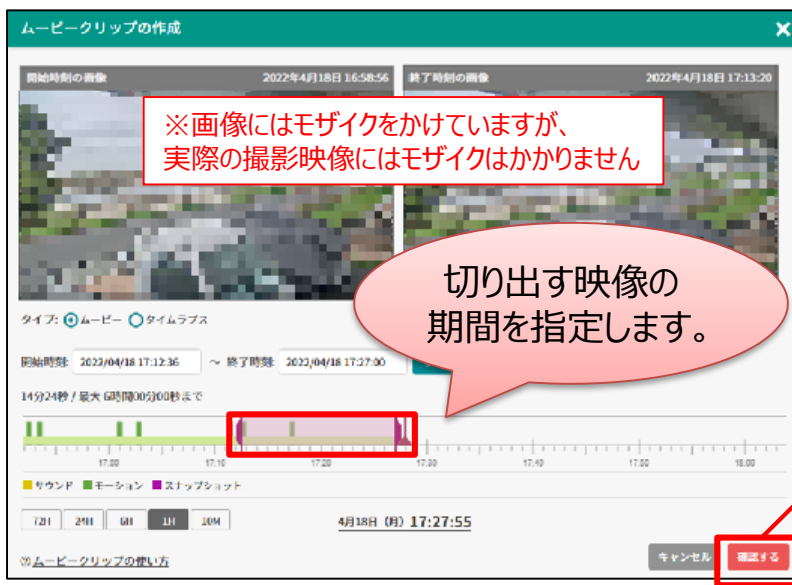 ムービークリップの作成
開始時刻の画像 2022年4月18日 16:58:56
終了時刻の画像 2022年4月18日 17:13:20
※画像にはモザイクをかけていますが、
実際の撮影映像にはモザイクはかかりません
切り出す映像の
期間を指定します。
タイプ: ムービー タイムラプス
開始時刻: 2022/04/18 17:12:36 ～ 終了時刻: 2022/04/18 17:27:00
14分24秒 / 最大 6時間00分00秒まで
17:00 17:10 17:20 17:30 17:40 17:50 18:00
サウンド モーション スナップショット
72H 24H 6H 1H 10M 4月18日 (月) 17:27:55
ムービークリップの使い方
キャンセル 確認する